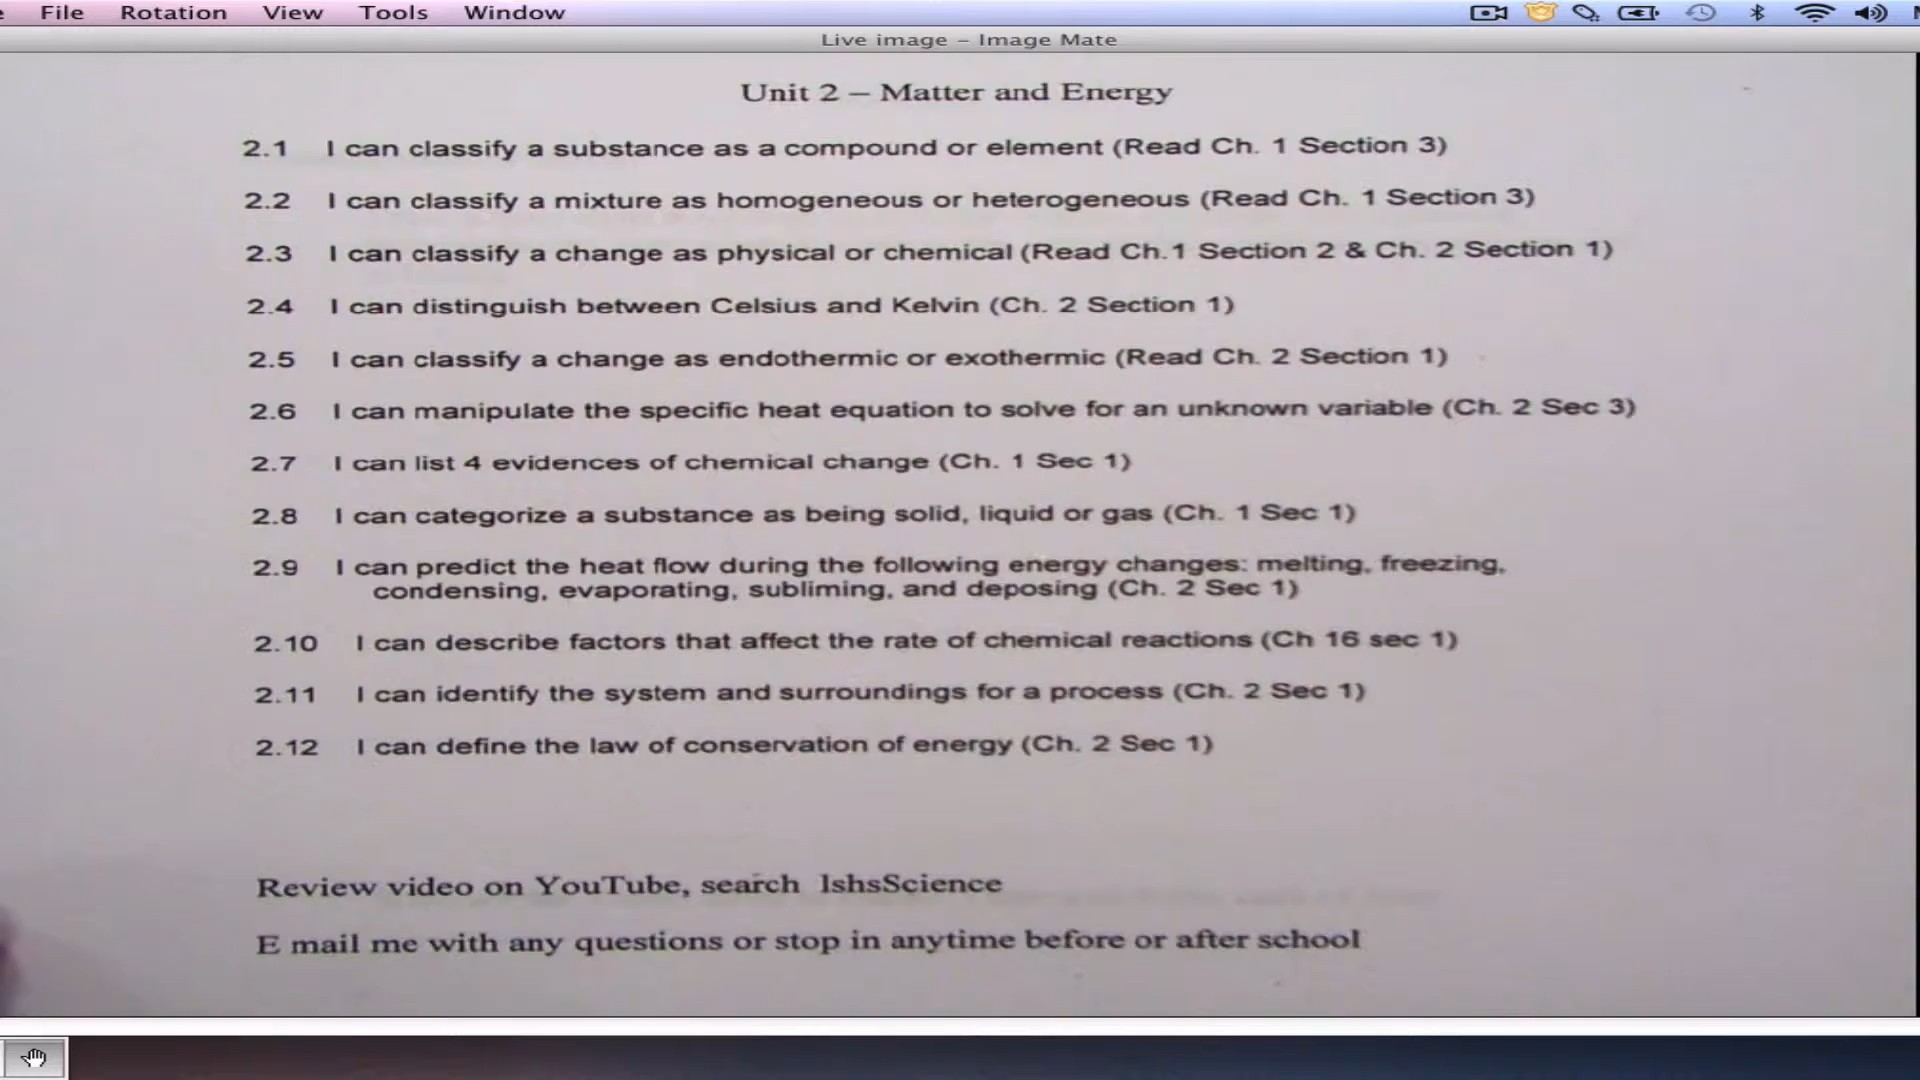 File Rotation View Tools Window
Live image – Image Mate
Unit 2 – Matter and Energy
2.1 I can classify a substance as a compound or element (Read Ch. 1 Section 3)
2.2 I can classify a mixture as homogeneous or heterogeneous (Read Ch. 1 Section 3)
2.3 I can classify a change as physical or chemical (Read Ch.1 Section 2 & Ch. 2 Section 1)
2.4 I can distinguish between Celsius and Kelvin (Ch. 2 Section 1)
2.5 I can classify a change as endothermic or exothermic (Read Ch. 2 Section 1)
2.6 I can manipulate the specific heat equation to solve for an unknown variable (Ch. 2 Sec 3)
2.7 I can list 4 evidences of chemical change (Ch. 1 Sec 1)
2.8 I can categorize a substance as being solid, liquid or gas (Ch. 1 Sec 1)
2.9 I can predict the heat flow during the following energy changes: melting, freezing,
condensing, evaporating, subliming, and deposing (Ch. 2 Sec 1)
2.10 I can describe factors that affect the rate of chemical reactions (Ch 16 sec 1)
2.11 I can identify the system and surroundings for a process (Ch. 2 Sec 1)
2.12 I can define the law of conservation of energy (Ch. 2 Sec 1)
Review video on YouTube, search lshsScience
E mail me with any questions or stop in anytime before or after school